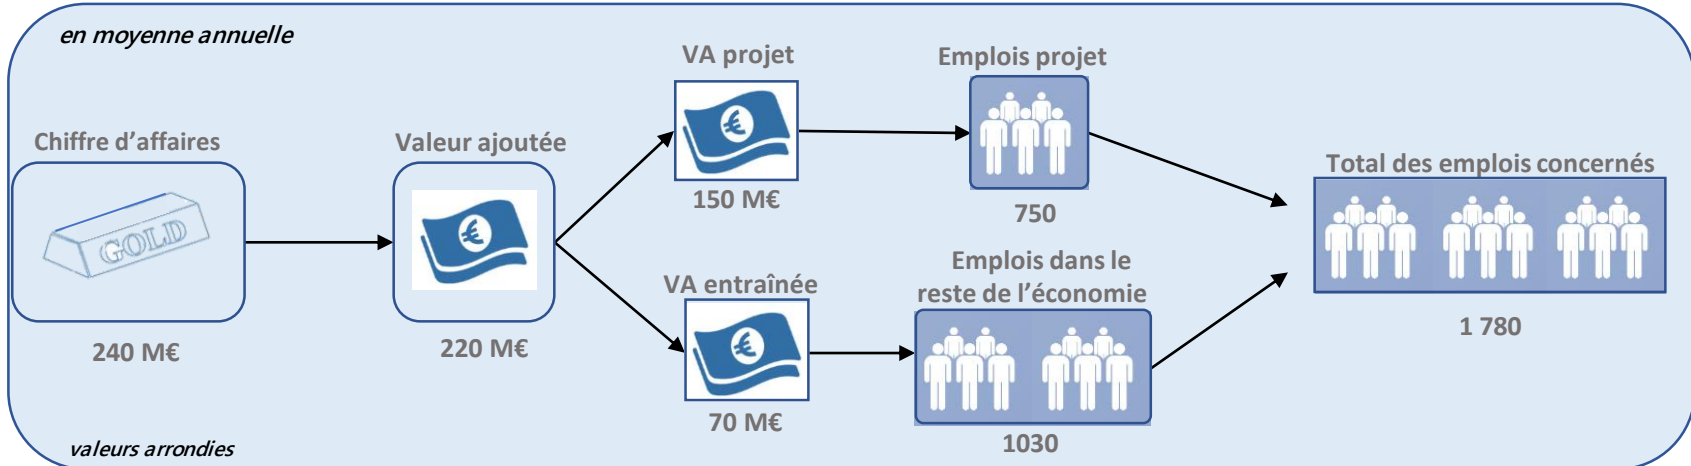 en moyenne annuelle
Chiffre d'affaires
GOLD
240 M€
Valeur ajoutée
€
220 M€
VA projet
€
150 M€
Emplois projet
750
VA entraînée
€
70 M€
Emplois dans le
reste de l'économie
1030
Total des emplois concernés
1 780
valeurs arrondies